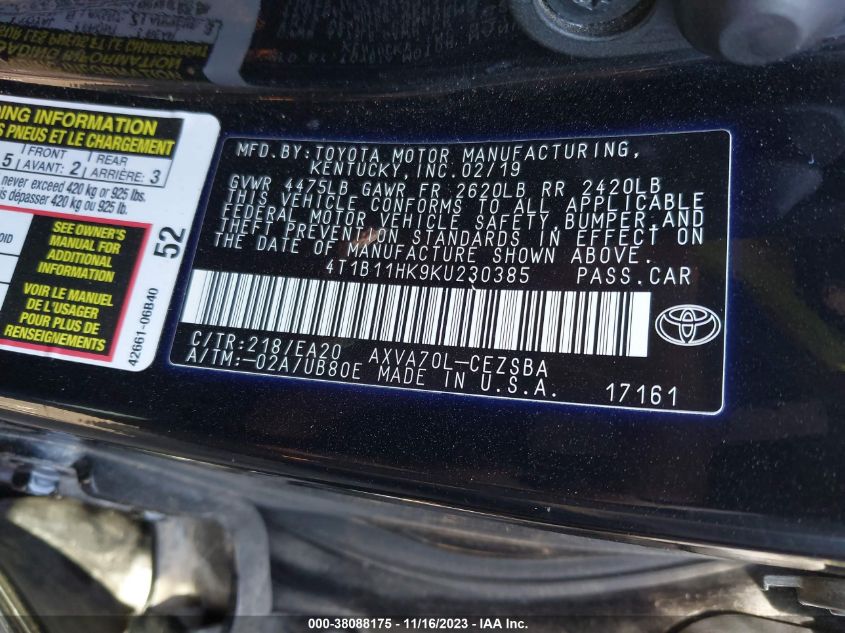 DING INFORMATION
S PNEUS ET LE CHARGEMENT
5 FRONT AVANT: 2 REAR ARRIÈRE: 3
never exceed 420 kg or 925 lbs.
dépasser 420 kg ou 925 lb.
SEE OWNER'S
MANUAL FOR
ADDITIONAL
INFORMATION
VOIR LE MANUEL
DE L'USAGER
POUR PLUS DE
RENSEIGNEMENTS
52
42661-06B40
MFD.BY:TOYOTA MOTOR MANUFACTURING,
KENTUCKY,INC.02/19
GVWR 4475LB GAWR FR 2620LB RR 2420LB
THIS VEHICLE CONFORMS TO ALL APPLICABLE
FEDERAL MOTOR VEHICLE SAFETY,BUMPER,AND
THEFT PREVENTION STANDARDS IN EFFECT ON
THE DATE OF MANUFACTURE SHOWN ABOVE.
4T1B11HK9KU230385 PASS.CAR
C/TR:218/EA20 AXVA70L-CEZSBA
A/TM:-02A/UB80E MADE IN U.S.A. 17161
000-38088175 - 11/16/2023 - IAA Inc.